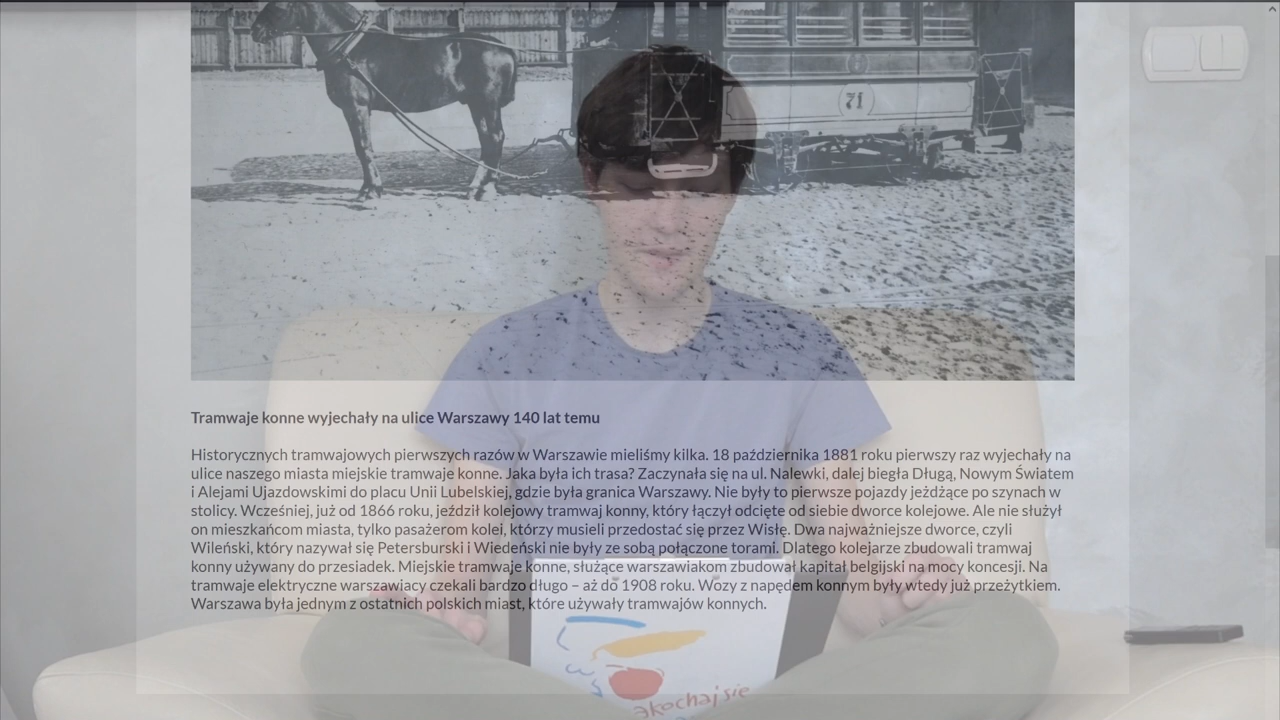 71
Tramwaje konne wyjechały na ulice Warszawy 140 lat temu
Historycznych tramwajowych pierwszych razów w Warszawie mieliśmy kilka. 18 października 1881 roku pierwszy raz wyjechały na
ulice naszego miasta miejskie tramwaje konne. Jaka była ich trasa? Zaczynała się na ul. Nalewki, dalej biegła Długą, Nowym Światem
i Alejami Ujazdowskimi do placu Unii Lubelskiej, gdzie była granica Warszawy. Nie były to pierwsze pojazdy jeżdżące po szynach w
stolicy. Wcześniej, już od 1866 roku, jeździł kolejowy tramwaj konny, który łączył odcięte od siebie dworce kolejowe. Ale nie służył
on mieszkańcom miasta, tylko pasażerom kolei, którzy musieli przedostać się przez Wisłę. Dwa najważniejsze dworce, czyli
Wileński, który nazywał się Petersburski i Wiedeński nie były ze sobą połączone torami. Dlatego kolejarze zbudowali tramwaj
konny używany do przesiadek. Miejskie tramwaje konne, służące warszawiakom zbudował kapitał belgijski na mocy koncesji. Na
tramwaje elektryczne warszawiacy czekali bardzo długo – aż do 1908 roku. Wozy z napędem konnym były wtedy już przeżytkiem.
Warszawa była jednym z ostatnich polskich miast, które używały tramwajów konnych.
zakochaj się